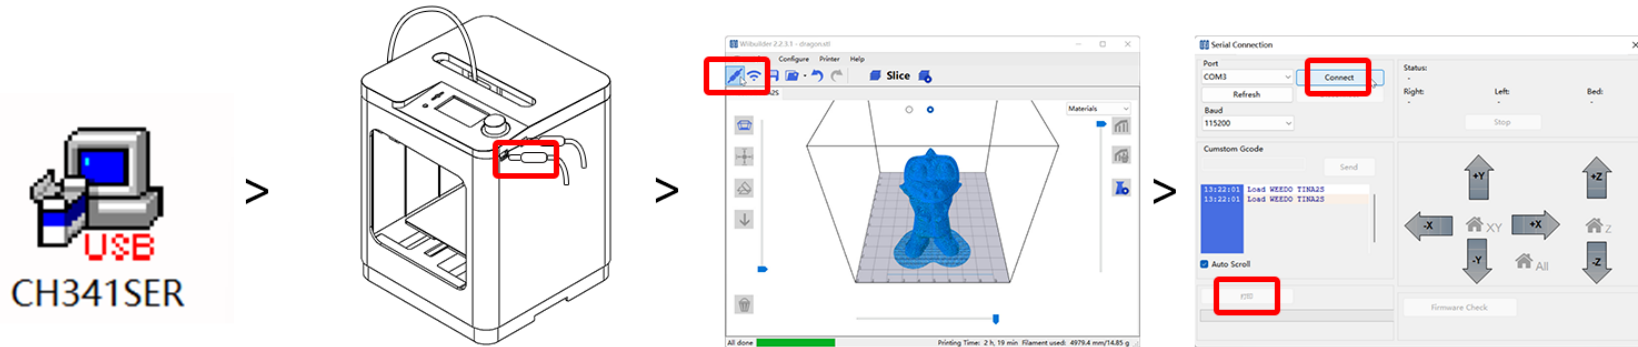 USB
CH341SER
>
>
Wiibuilder 2.2.3.1 - dragon.stl
Configure Printer Help
Slice
Materials
All done
Printing Time: 2 h, 19 min Filament used: 4979.4 mm/14.85 g
>
Serial Connection
Port
COM3
Connect
Refresh
Baud
115200
Cumstom Gcode
Send
13:22:01 Load WEEDO TINA2S
13:22:01 Load WEEDO TINA2S
Auto Scroll
打印
Status:
-
Right: Left: Bed:
- - -
Stop
+Y
+Z
-X
XY
+X
Z
-Y
All
-Z
Firmware Check